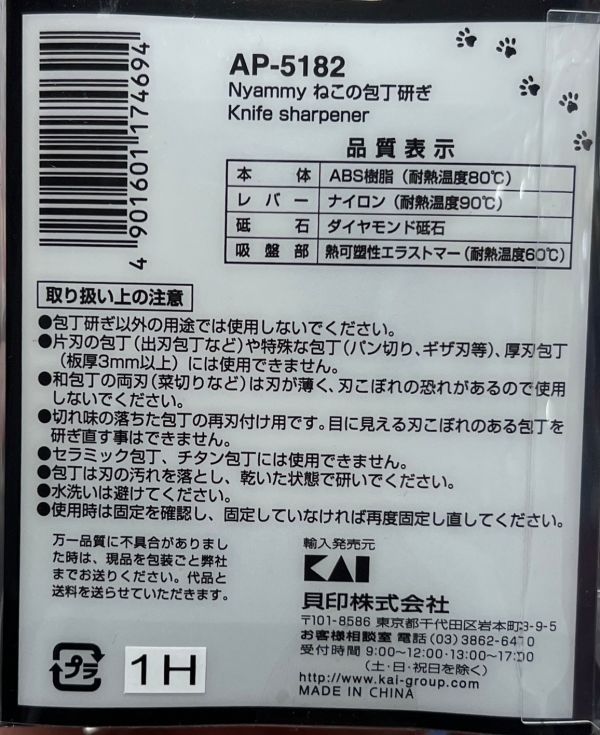 AP-5182
Nyammy ねこの包丁研ぎ
Knife sharpener
4 901601 174694
品質表示
本体 ABS樹脂（耐熱温度80℃）
レバー ナイロン（耐熱温度90℃）
砥石 ダイヤモンド砥石
吸盤部 熱可塑性エラストマー（耐熱温度60℃）
取り扱い上の注意
●包丁研ぎ以外の用途では使用しないでください。
●片刃の包丁（出刃包丁など）や特殊な包丁（パン切り、ギザ刃等）、厚刃包丁
（板厚3mm以上）には使用できません。
●和包丁の両刃（菜切りなど）は刃が薄く、刃こぼれの恐れがあるので使用
しないでください。
●切れ味の落ちた包丁の再刃付け用です。目に見える刃こぼれのある包丁を
研ぎ直す事はできません。
●セラミック包丁、チタン包丁には使用できません。
●包丁は刃の汚れを落とし、乾いた状態で研いでください。
●水洗いは避けてください。
●使用時は固定を確認し、固定していなければ再度固定し直してください。
万一品質に不具合がありまし
た時は、現品を包装ごと弊社
までお送りください。代品と
送料を送らせていただきます。
輸入発売元
KAI
貝印株式会社
〒101-8586 東京都千代田区岩本町3-9-5
お客様相談室 電話(03)3862-6410
受付時間 9:00〜12:00・13:00〜17:00
（土・日・祝日を除く）
http://www.kai-group.com
MADE IN CHINA
プラ
1H